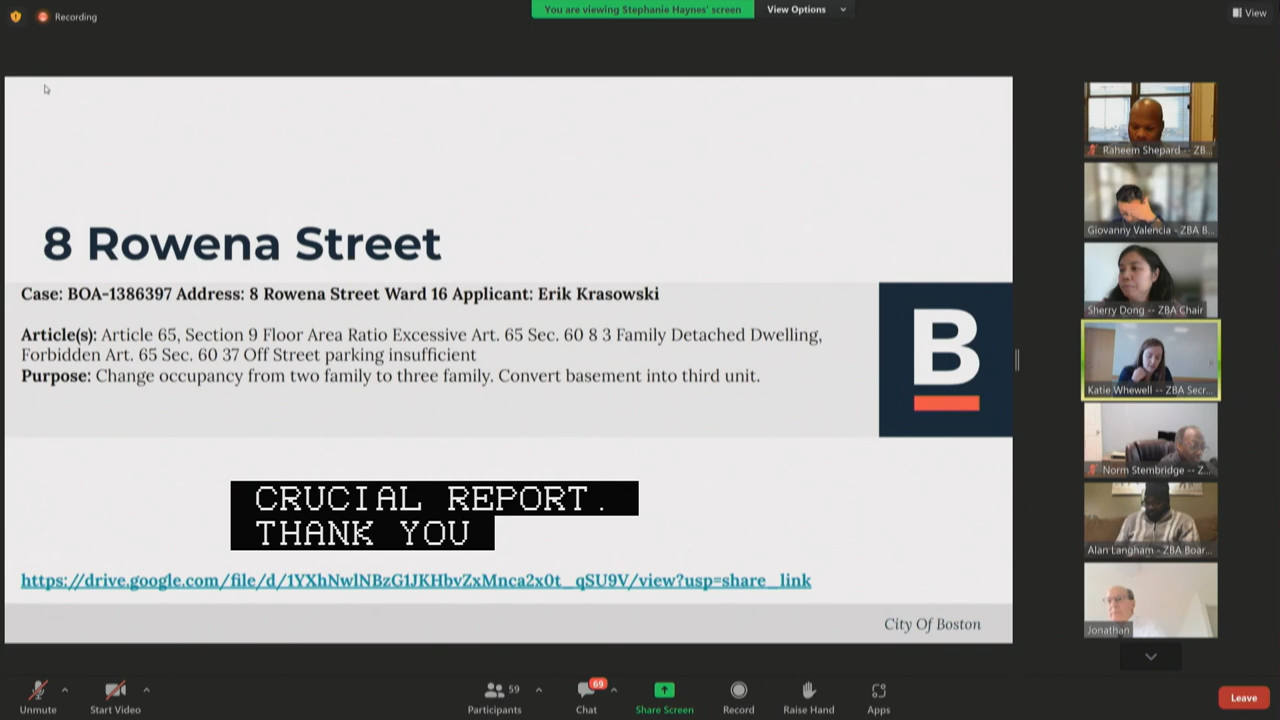 Recording
You are viewing Stephanie Haynes' screen
View Options
View
8 Rowena Street
Case: BOA-1386397 Address: 8 Rowena Street Ward 16 Applicant: Erik Krasowski
Article(s): Article 65, Section 9 Floor Area Ratio Excessive Art. 65 Sec. 60 8 3 Family Detached Dwelling,
Forbidden Art. 65 Sec. 60 37 Off Street parking insufficient
Purpose: Change occupancy from two family to three family. Convert basement into third unit.
B
CRUCIAL REPORT.
THANK YOU
https://drive.google.com/file/d/1YXhNwlNBzG1JKHbvZxMnca2x0t_qSU9V/view?usp=share_link
City Of Boston
Raheem Shepard -- ZB...
Giovanny Valencia - ZBA B...
Sherry Dong -- ZBA Chair
Katie Whewell -- ZBA Secr...
Norm Stembridge -- Z...
Alan Langham - ZBA Boar...
Jonathan
Unmute
Start Video
59
Participants
69
Chat
Share Screen
Record
Raise Hand
Apps
Leave